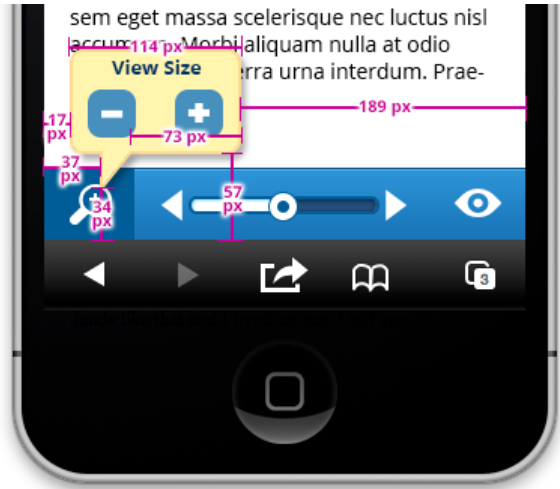 sem eget massa scelerisque nec luctus nisl
114 px Morbi aliquam nulla at odio
View Size
urna interdum. Prae-
189 px
17 px
73 px
37 px
57 px
34 px
3